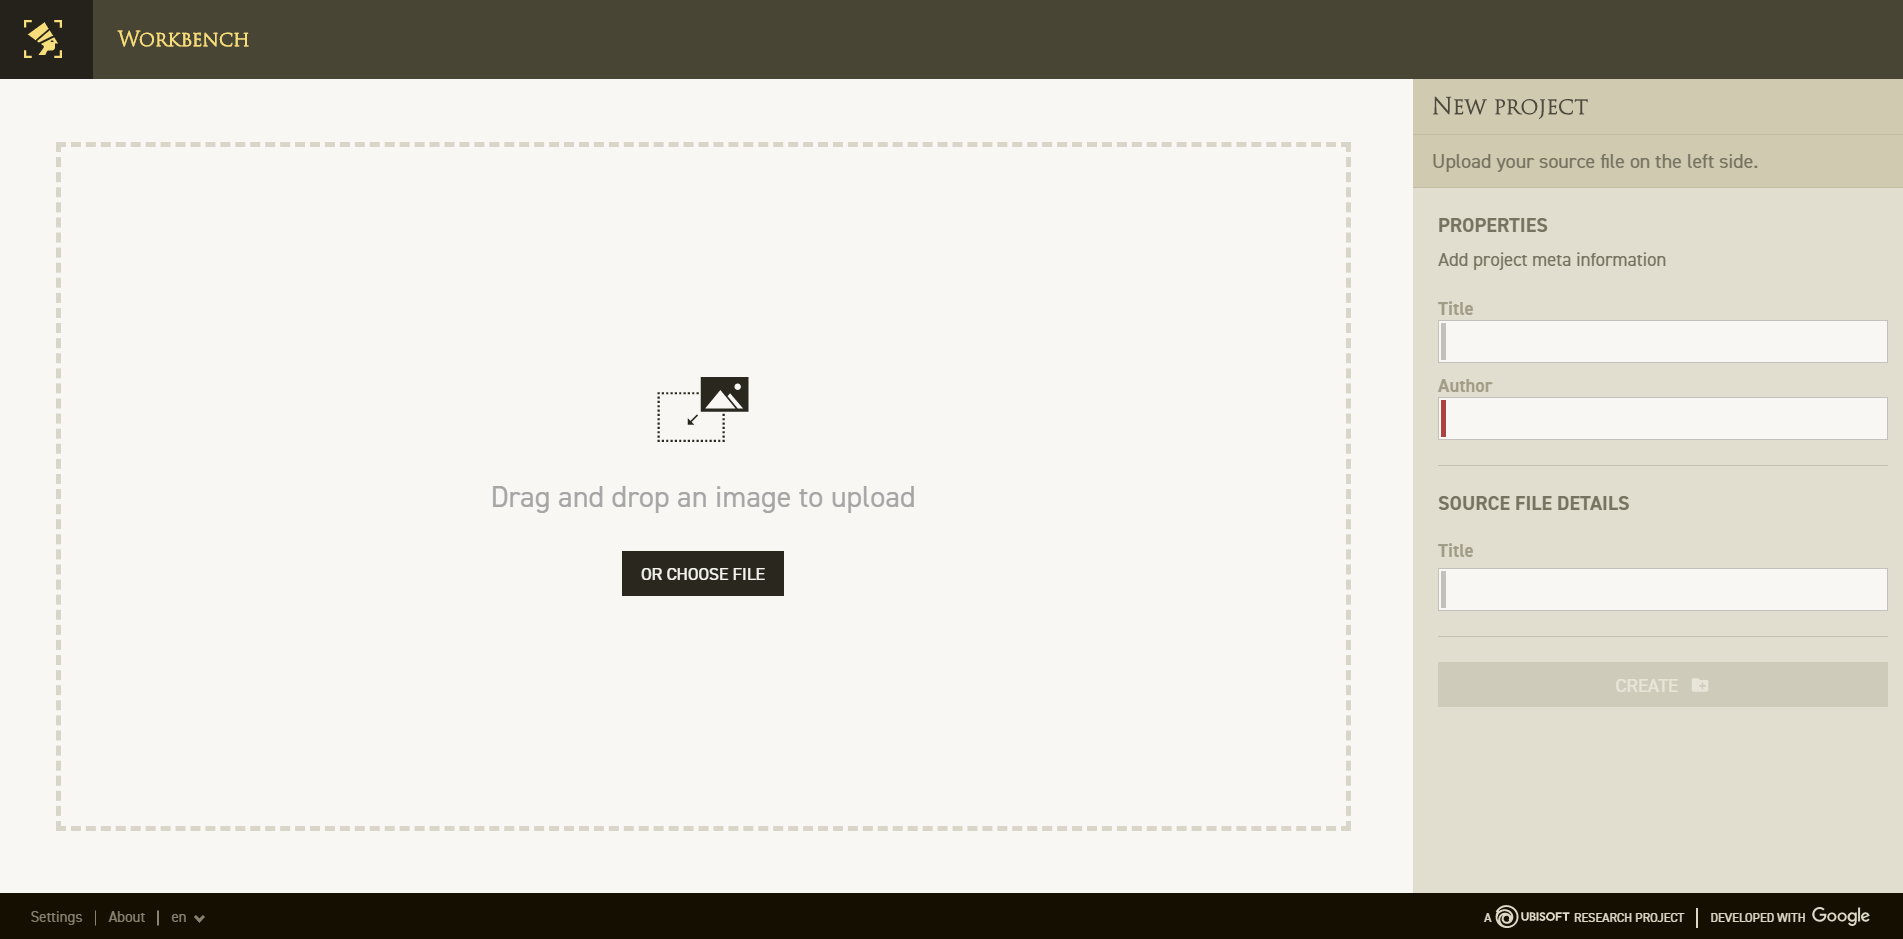 WORKBENCH
NEW PROJECT
Upload your source file on the left side.
PROPERTIES
Add project meta information
Title
Author
Drag and drop an image to upload
OR CHOOSE FILE
SOURCE FILE DETAILS
Title
CREATE
Settings | About | en
A UBISOFT RESEARCH PROJECT | DEVELOPED WITH Google